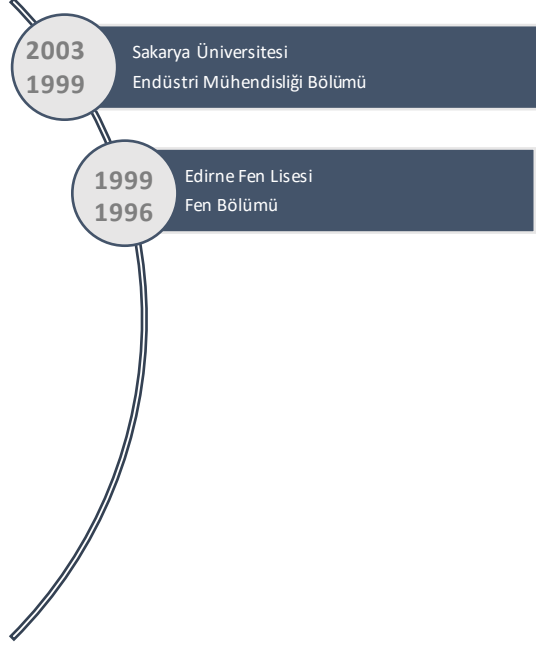 2003
1999
Sakarya Üniversitesi
Endüstri Mühendisliği Bölümü
1999
1996
Edirne Fen Lisesi
Fen Bölümü